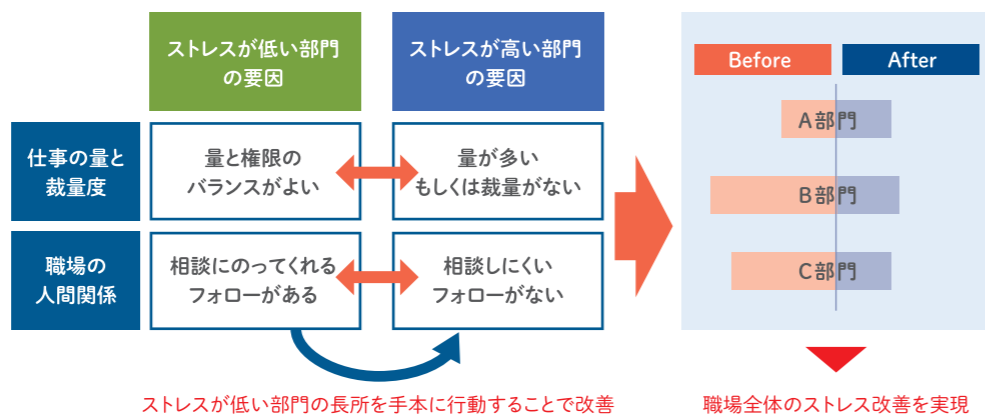 ストレスが低い部門
の要因
ストレスが高い部門
の要因
仕事の量と
裁量度
量と権限の
バランスがよい
量が多い
もしくは裁量がない
職場の
人間関係
相談にのってくれる
フォローがある
相談しにくい
フォローがない
ストレスが低い部門の長所を手本に行動することで改善
Before
After
A部門
B部門
C部門
職場全体のストレス改善を実現